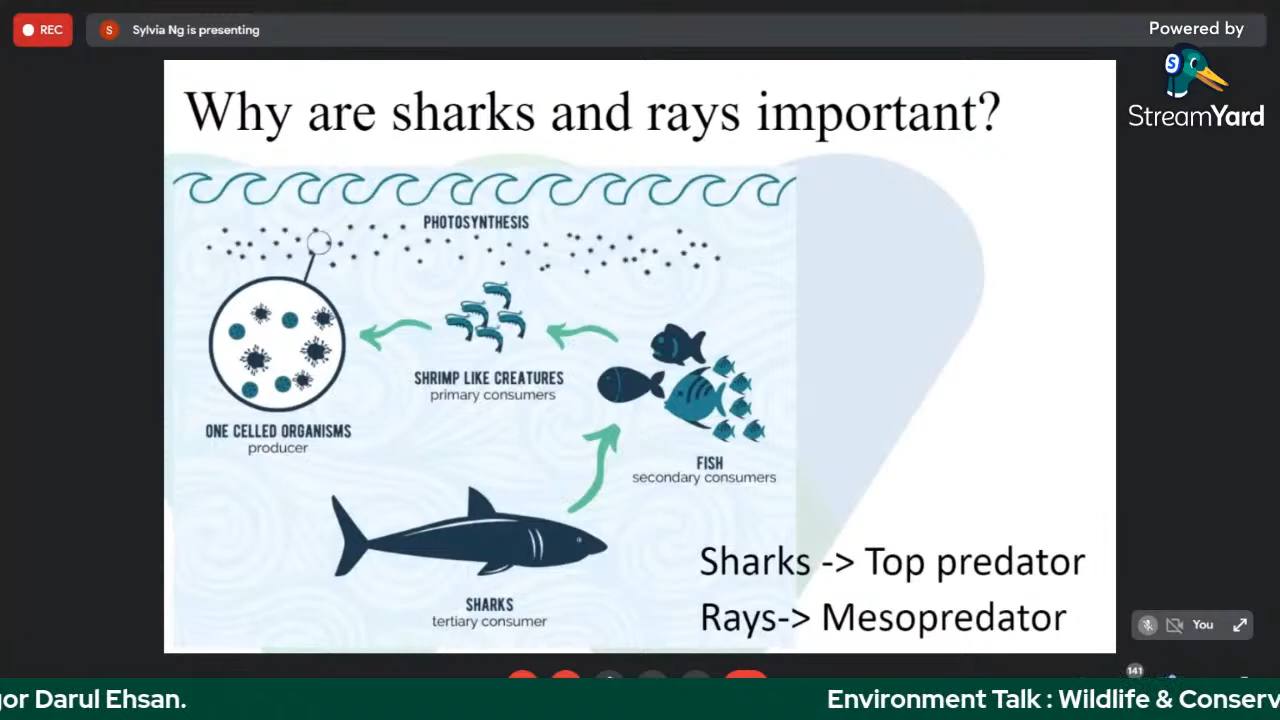 REC
S
Sylvia Ng is presenting
Powered by
S
StreamYard
Why are sharks and rays important?
PHOTOSYNTHESIS
SHRIMP LIKE CREATURES
primary consumers
ONE CELLED ORGANISMS
producer
FISH
secondary consumers
Sharks -> Top predator
SHARKS
tertiary consumer
Rays-> Mesopredator
You
141
gor Darul Ehsan.
Environment Talk : Wildlife & Conserv